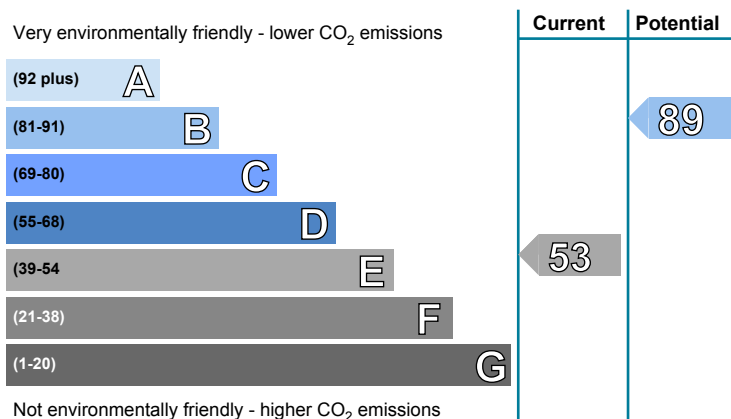 Very environmentally friendly - lower CO2 emissions
Current
Potential
(92 plus) A
(81-91) B
89
(69-80) C
(55-68) D
(39-54 E
53
(21-38) F
(1-20) G
Not environmentally friendly - higher CO2 emissions